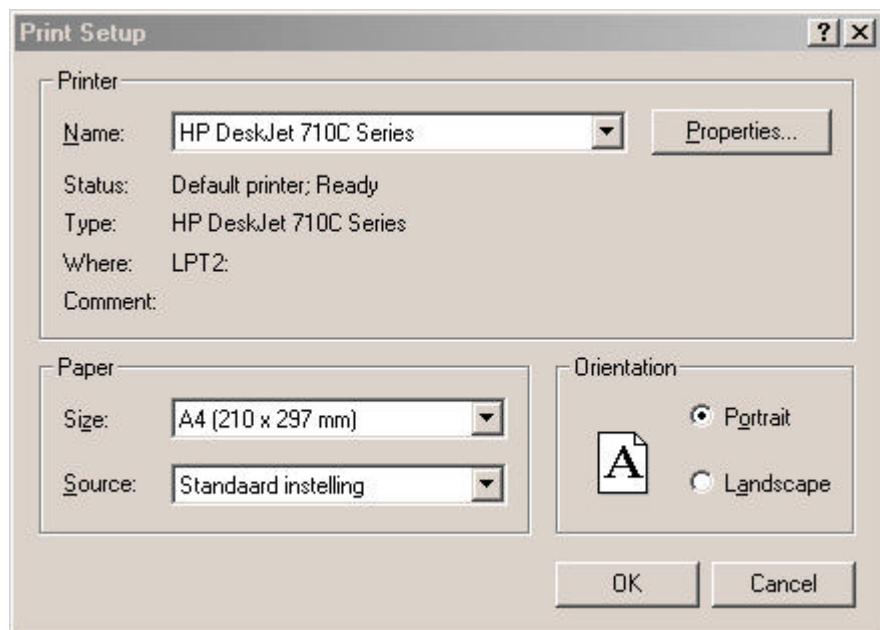 Print Setup
Printer
Name: HP DeskJet 710C Series Properties...
Status: Default printer; Ready
Type: HP DeskJet 710C Series
Where: LPT2:
Comment:
Paper
Size: A4 (210 x 297 mm)
Source: Standaard instelling
Orientation
A
Portrait
Landscape
OK Cancel